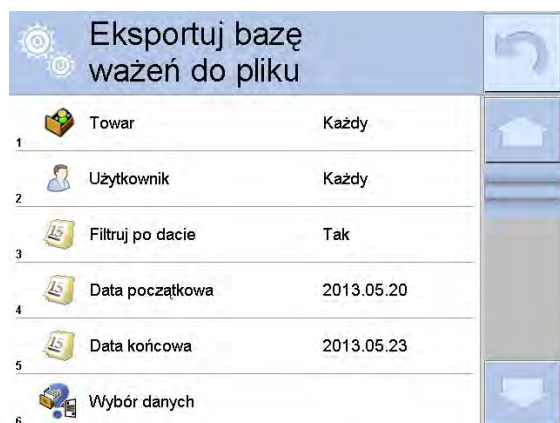 Eksportuj bazę
ważeń do pliku
1 Towar Każdy
2 Użytkownik Każdy
3 Filtruj po dacie Tak
4 Data początkowa 2013.05.20
5 Data końcowa 2013.05.23
6 Wybór danych